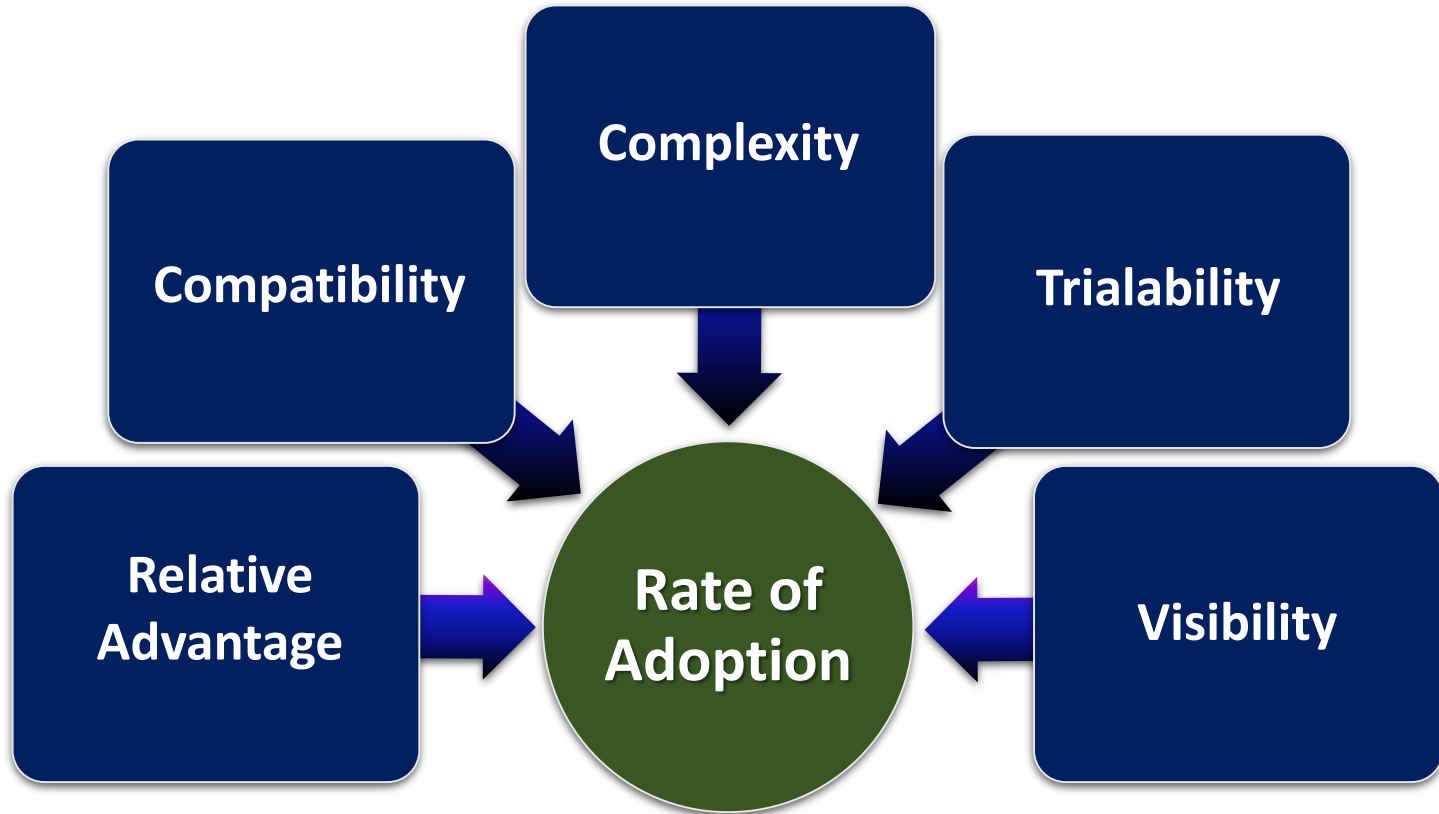 Complexity
Compatibility
Trialability
Relative
Advantage
Rate of
Adoption
Visibility